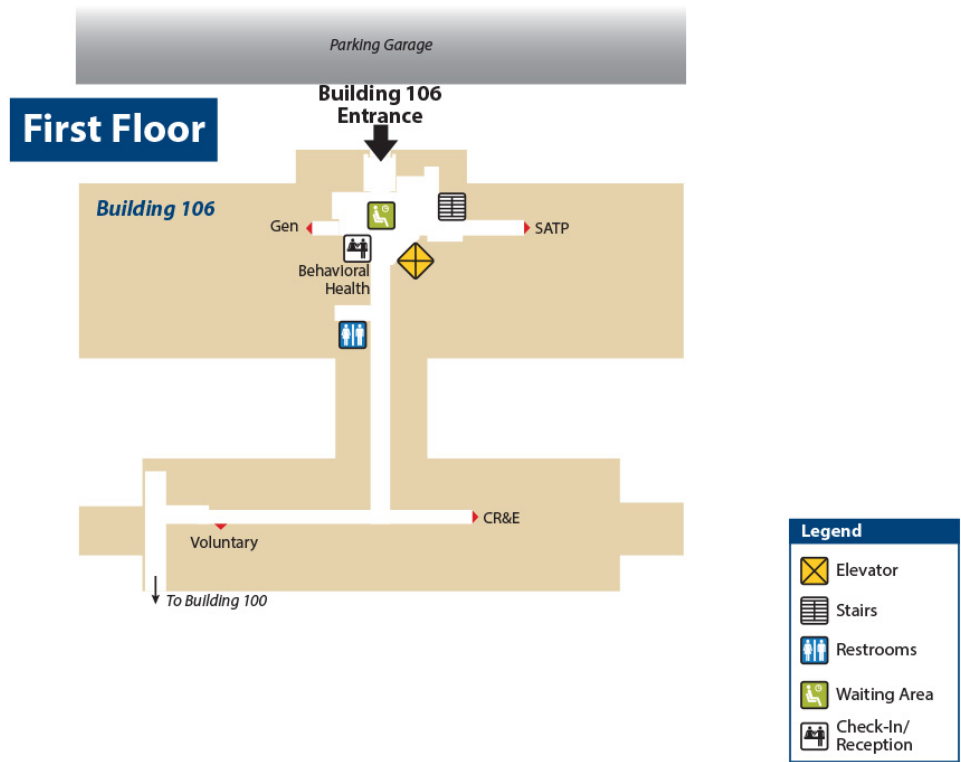 Parking Garage
Building 106
Entrance
First Floor
Building 106
Gen
SATP
Behavioral
Health
CR&E
Voluntary
To Building 100
Legend
Elevator
Stairs
Restrooms
Waiting Area
Check-In/
Reception